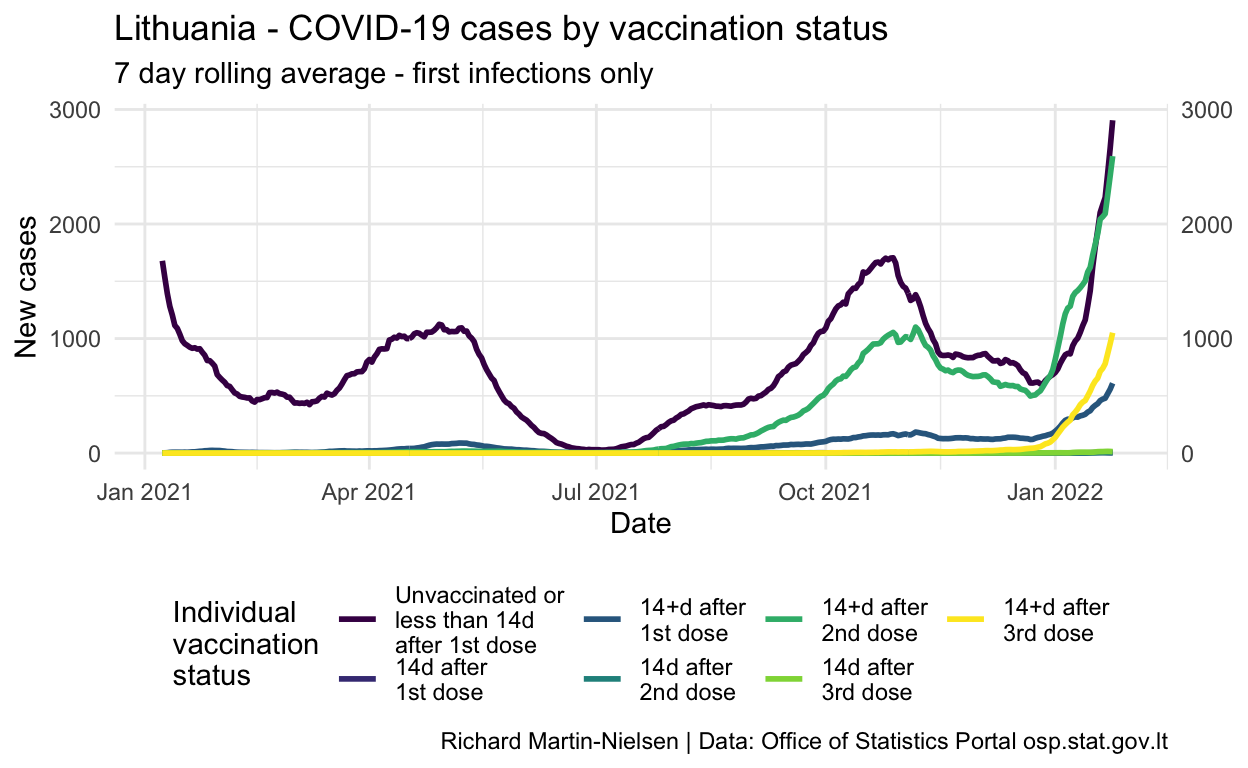 Lithuania - COVID-19 cases by vaccination status
7 day rolling average - first infections only
3000
2000
1000
0
New cases
3000
2000
1000
0
Jan 2021
Apr 2021
Jul 2021
Oct 2021
Jan 2022
Date
Individual
vaccination
status
Unvaccinated or
less than 14d
after 1st dose
14d after
1st dose
14+d after
1st dose
14d after
2nd dose
14+d after
2nd dose
14d after
3rd dose
14+d after
3rd dose
Richard Martin-Nielsen | Data: Office of Statistics Portal osp.stat.gov.lt